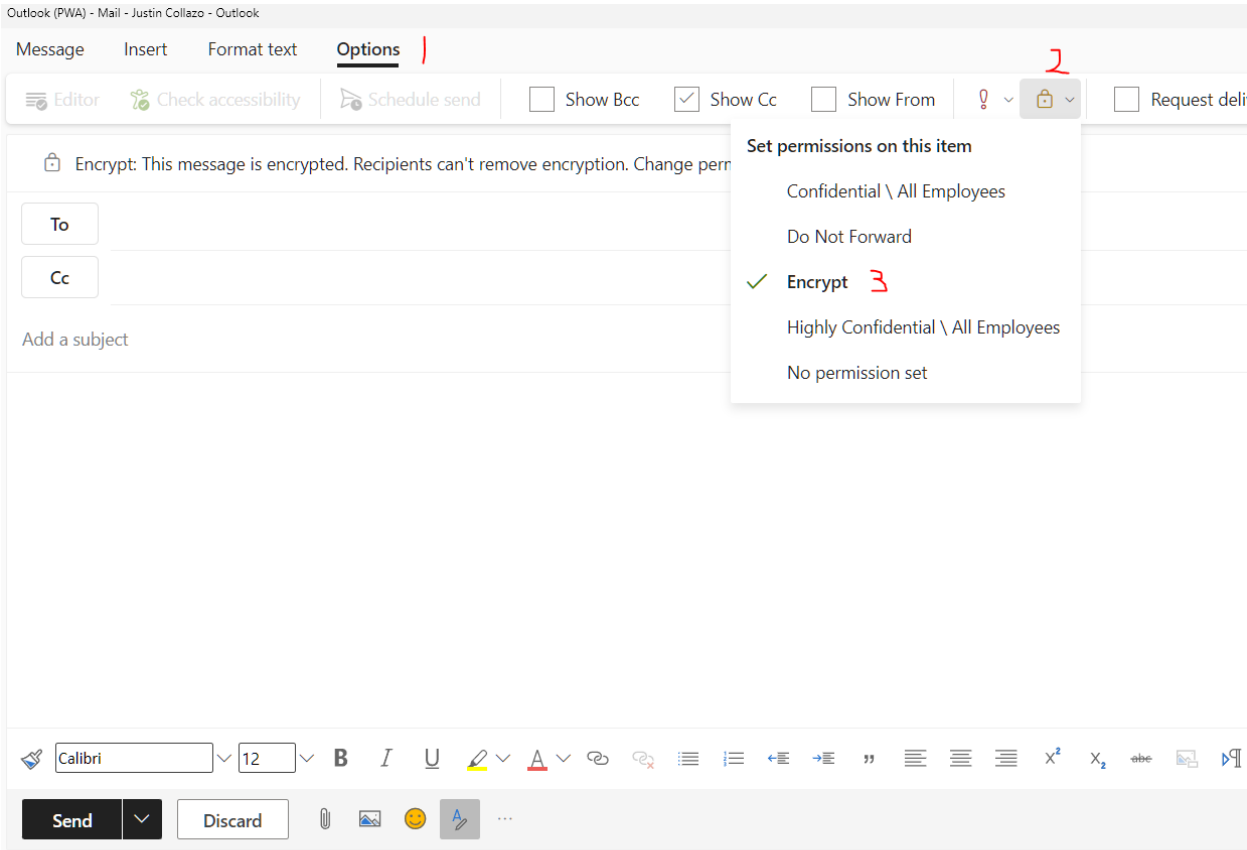 Outlook (PWA) - Mail - Justin Collazo - Outlook
Message Insert Format text Options 1
2
Editor Check accessibility Schedule send Show Bcc Show Cc Show From Request deli
Set permissions on this item
Encrypt: This message is encrypted. Recipients can't remove encryption. Change perm
Confidential \ All Employees
To
Do Not Forward
Cc
Encrypt 3
Highly Confidential \ All Employees
Add a subject
No permission set
Calibri 12 B I U A " x² x₂ abc
Send Discard